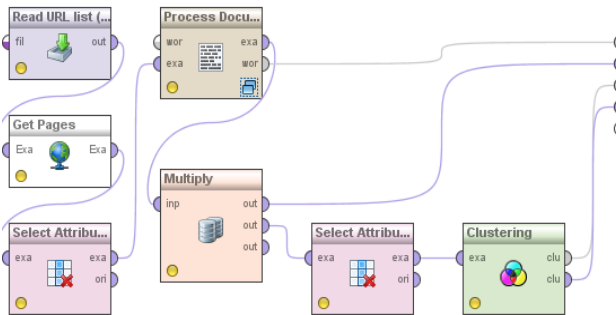 Read URL list (...
fil out
Process Docu...
wor exa
exa wor
Get Pages
Exa Exa
Multiply
inp out
out
out
Select Attribu...
exa exa
ori
Select Attribu...
exa exa
ori
Clustering
exa clu
clu